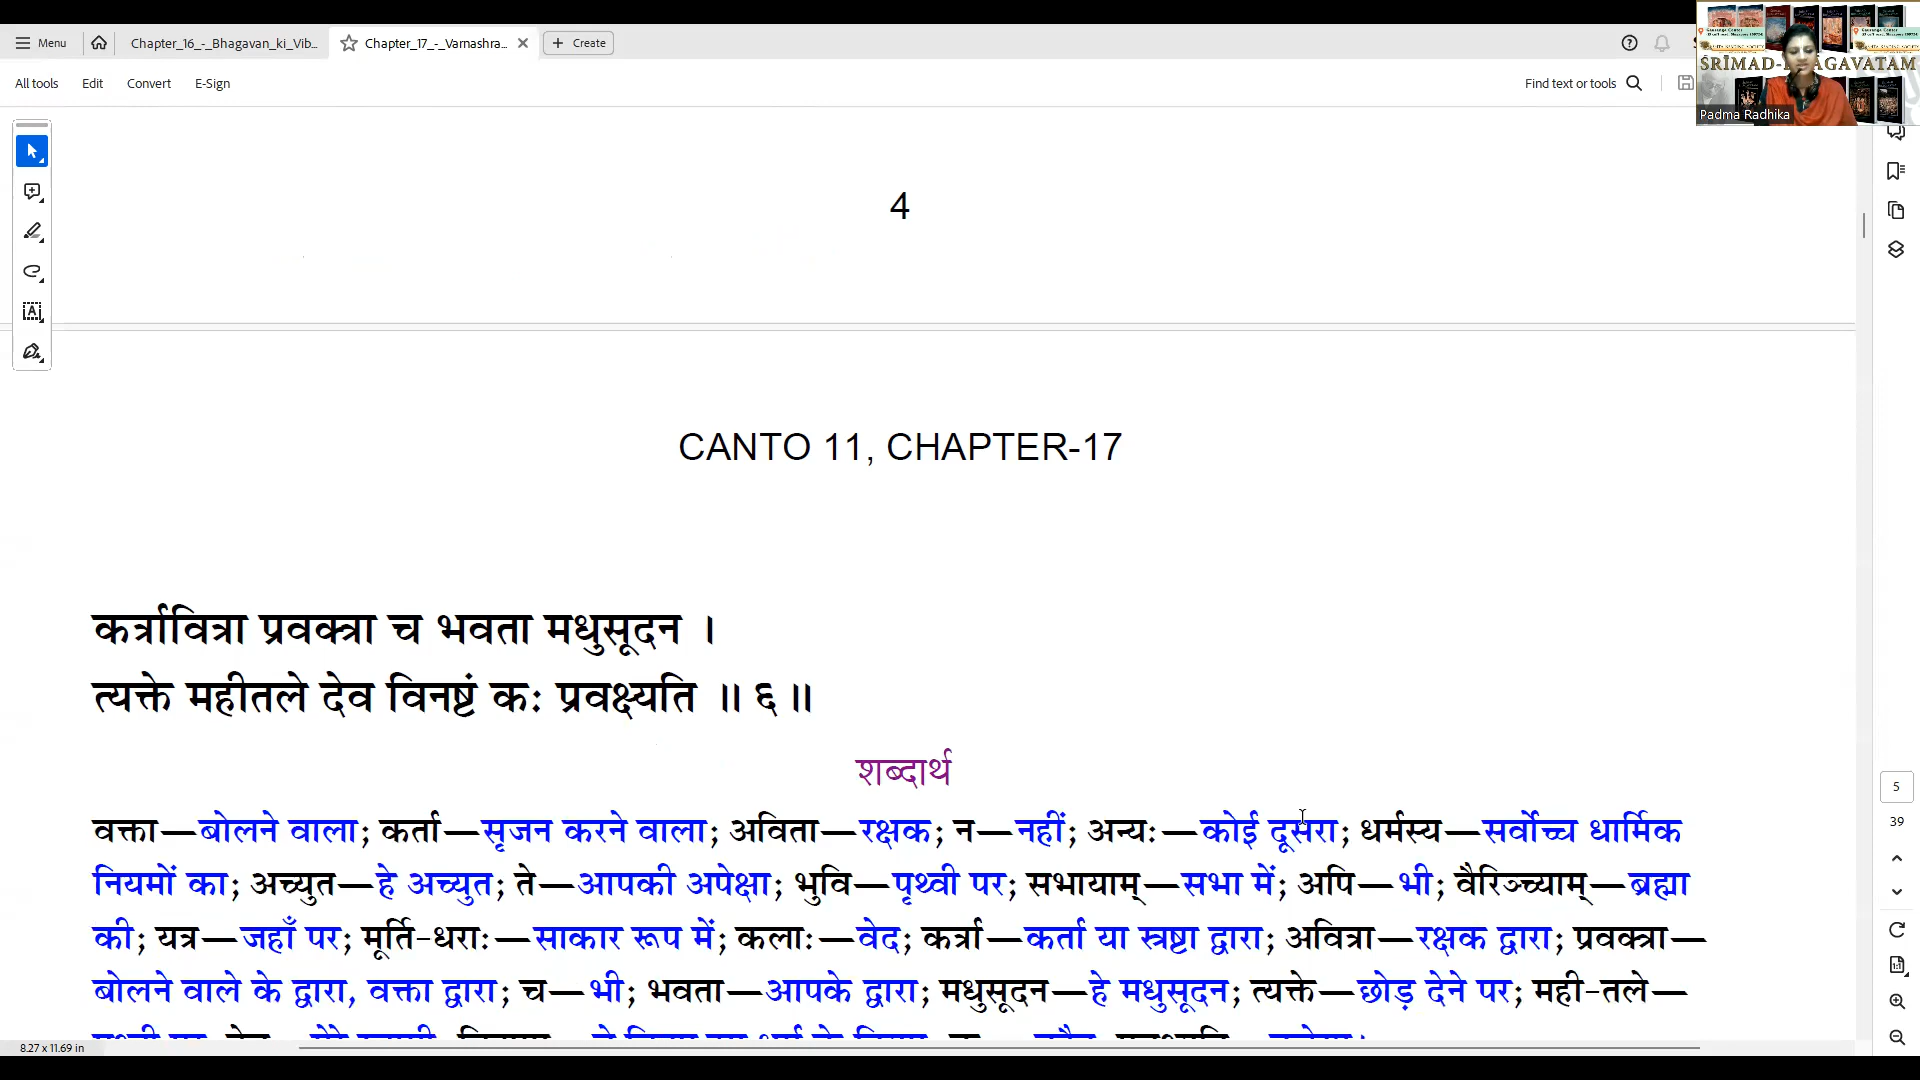 Menu
Chapter_16_-_Bhagavan_ki_Vib...
Chapter_17_-_Varnashra...
Create
All tools
Edit
Convert
E-Sign
Find text or tools
ŚRĪMAD-BHĀGAVATAM
Padma Radhika
4
CANTO 11, CHAPTER-17
कर्त्रावित्रा प्रवक्त्रा च भवता मधुसूदन ।
त्यक्ते महीतले देव विनष्टं कः प्रवक्ष्यति ॥ ६ ॥
शब्दार्थ
वक्ता—बोलने वाला; कर्ता—सृजन करने वाला; अविता—रक्षक; न—नहीं; अन्यः—कोई दूसरा; धर्मस्य—सर्वोच्च धार्मिक
नियमों का; अच्युत—हे अच्युत; ते—आपकी अपेक्षा; भुवि—पृथ्वी पर; सभायाम्—सभा में; अपि—भी; वैरिञ्च्याम्—ब्रह्मा
की; यत्र—जहाँ पर; मूर्ति-धराः—साकार रूप में; कलाः—वेद; कर्त्रा—कर्ता या स्त्रष्टा द्वारा; अवित्रा—रक्षक द्वारा; प्रवक्त्रा—
बोलने वाले के द्वारा, वक्ता द्वारा; च—भी; भवता—आपके द्वारा; मधुसूदन—हे मधुसूदन; त्यक्ते—छोड़ देने पर; मही-तले—
5
39
8.27 x 11.69 in